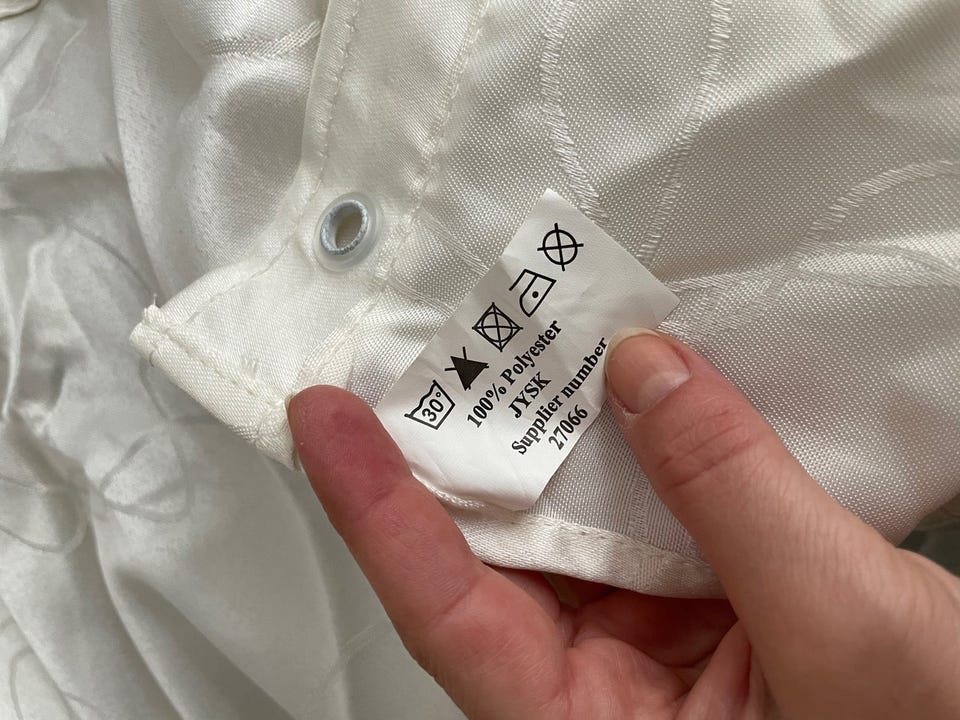 30°
100% Polyester
JYSK
Supplier number
27066